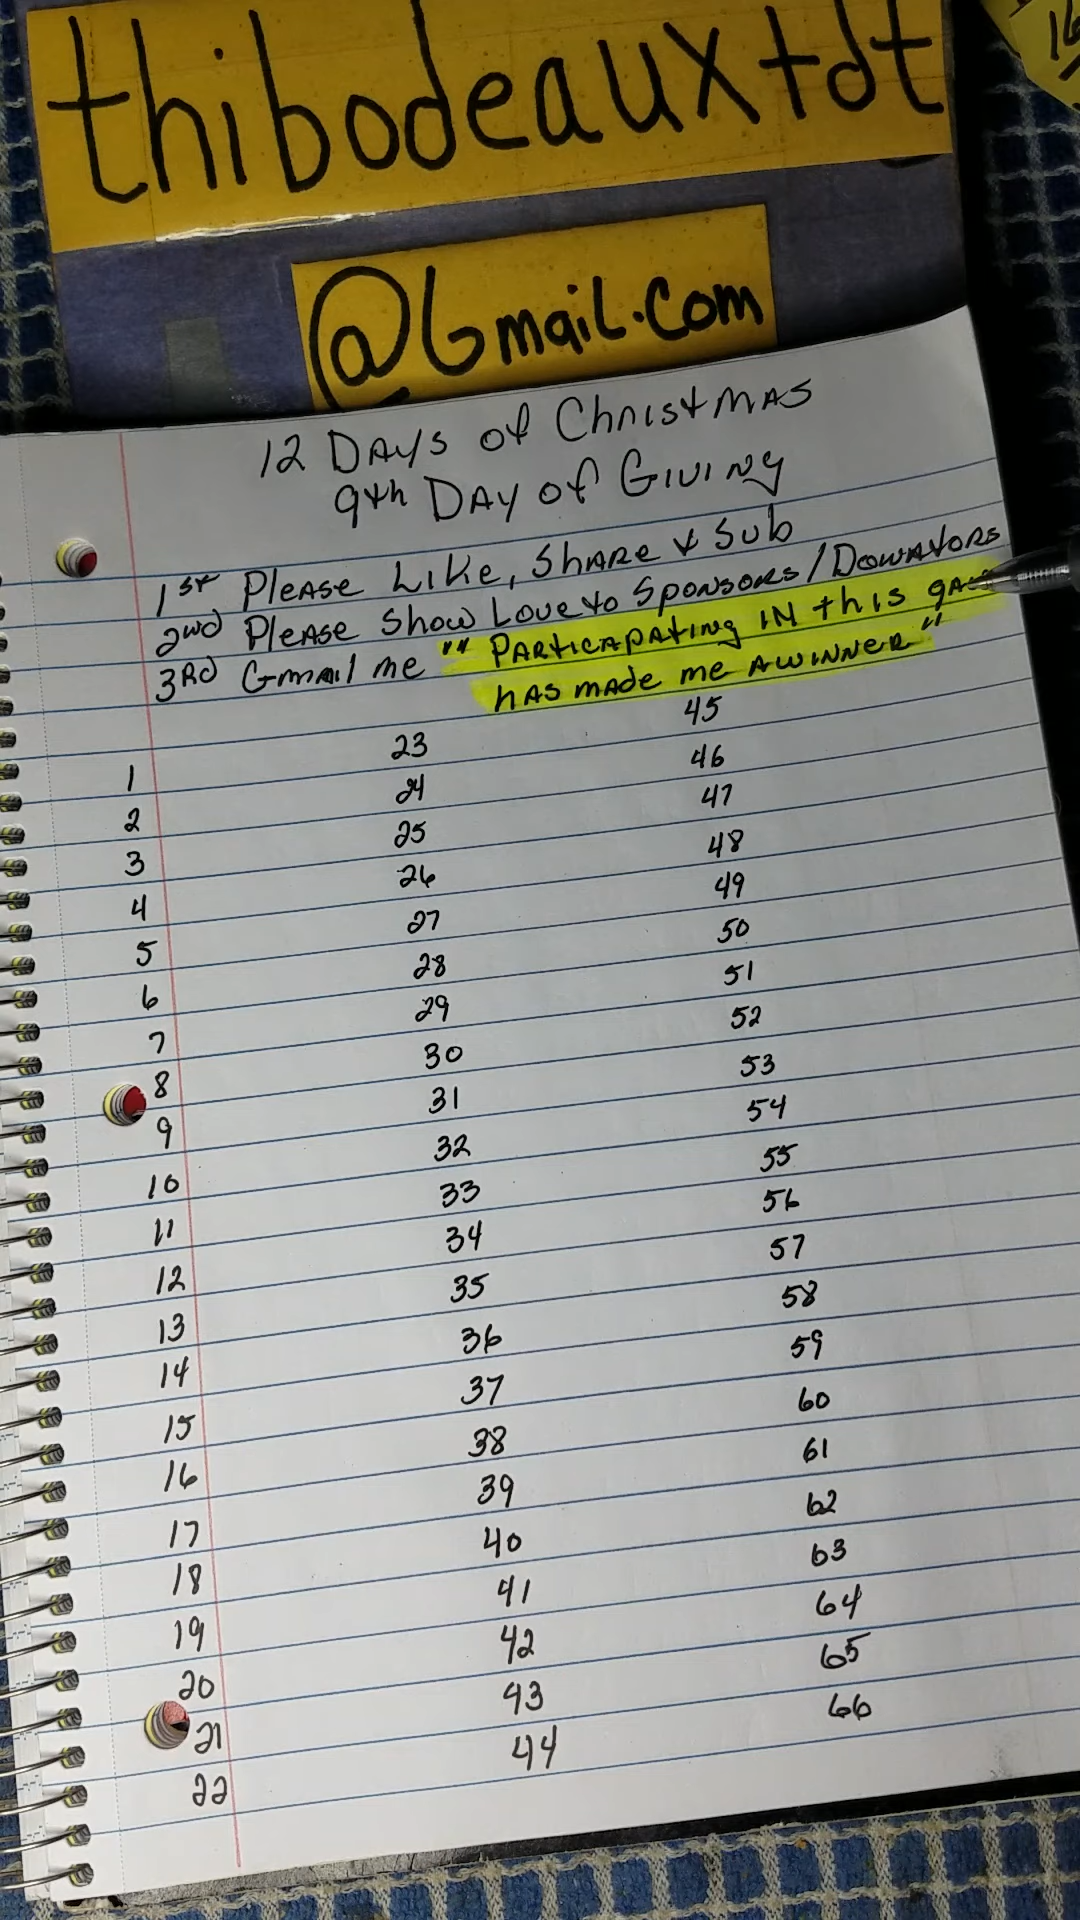 thibodeauxtdt
@Gmail.com
12 Days of Christmas
9th Day of Giving
1st Please Like, Share & Sub
2nd Please Show Love to Sponsors/Downators
3rd Gmail me "" Particapating in this
has made me a winner"
1 23 45
2 24 46
3 25 47
4 26 48
5 27 49
6 28 50
7 29 51
8 30 52
9 31 53
10 32 54
11 33 55
12 34 56
13 35 57
14 36 58
15 37 59
16 38 60
17 39 61
18 40 62
19 41 63
20 42 64
21 43 65
22 44 66